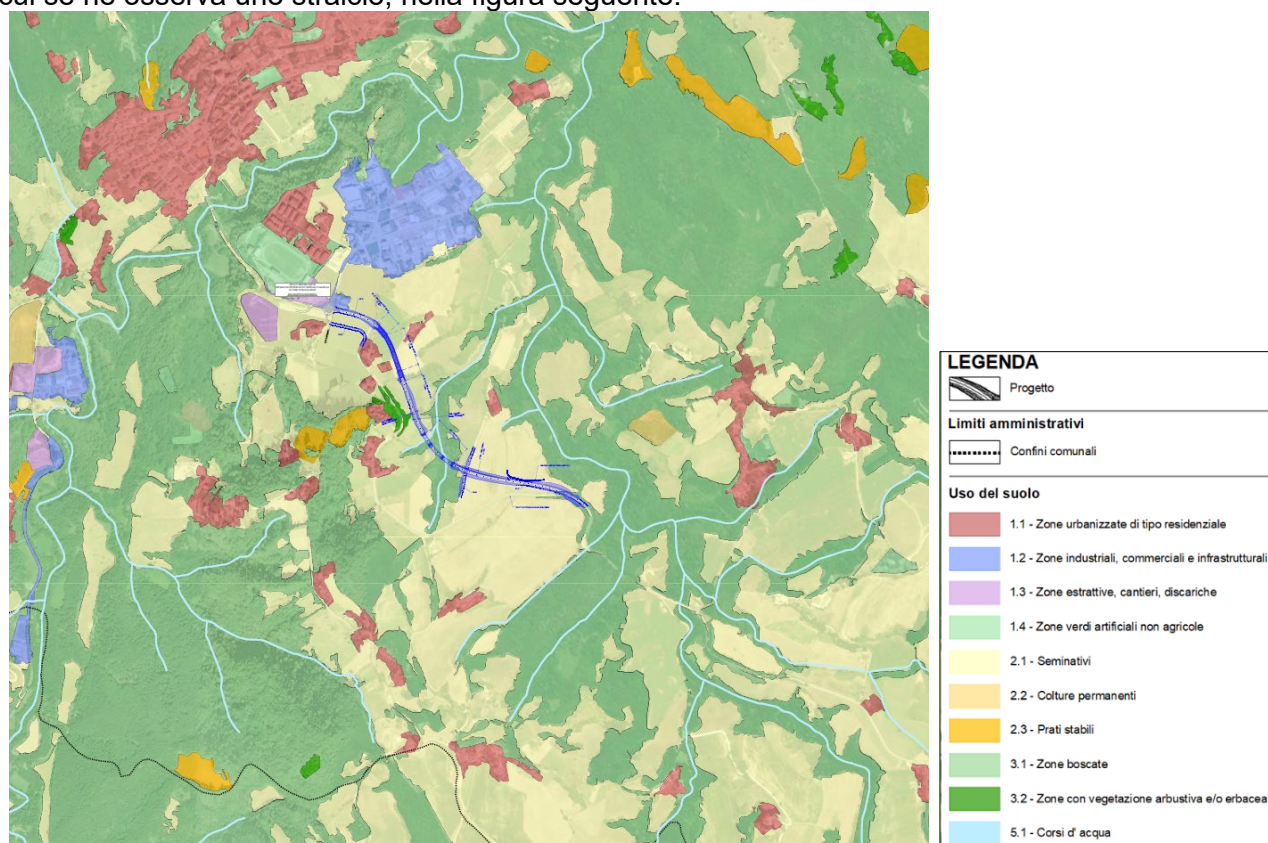 cui se ne osserva uno stralcio, nella figura seguente.
LEGENDA
Progetto
Limiti amministrativi
Confini comunali
Uso del suolo
1.1 - Zone urbanizzate di tipo residenziale
1.2 - Zone industriali, commerciali e infrastrutturali
1.3 - Zone estrattive, cantieri, discariche
1.4 - Zone verdi artificiali non agricole
2.1 - Seminativi
2.2 - Colture permanenti
2.3 - Prati stabili
3.1 - Zone boscate
3.2 - Zone con vegetazione arbustiva e/o erbacea
5.1 - Corsi d' acqua